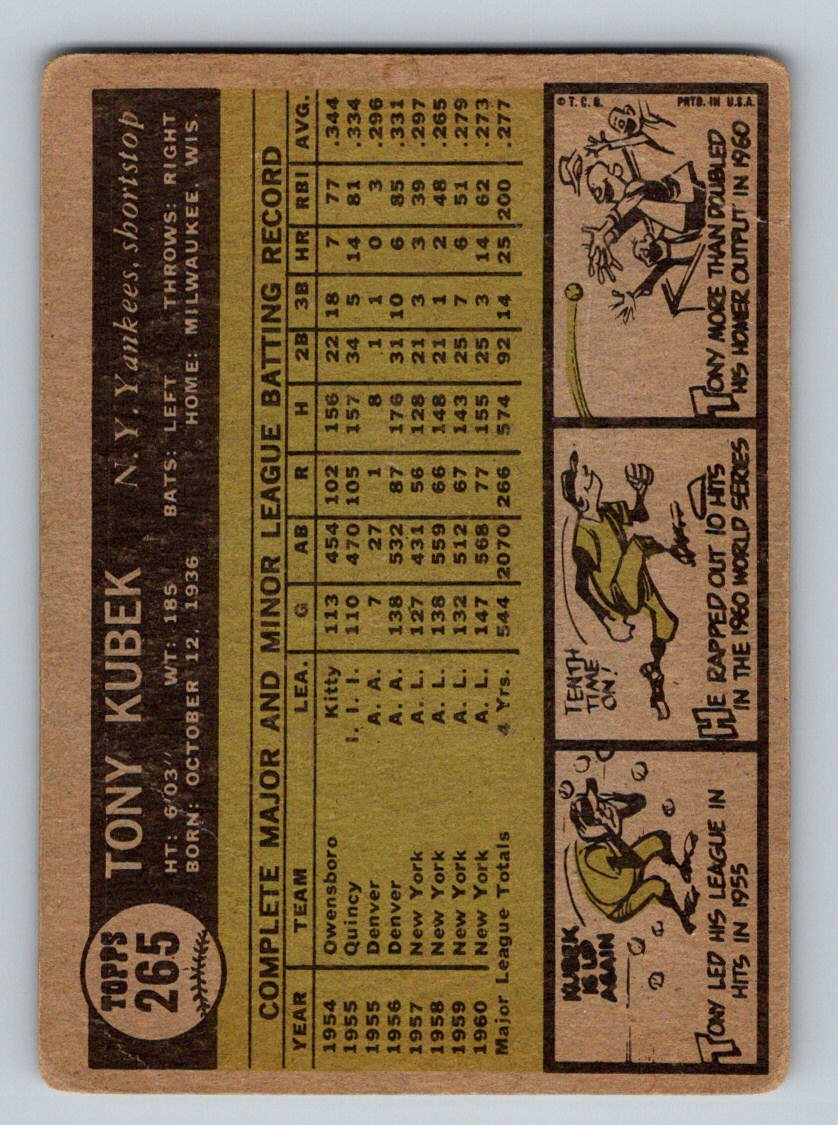 TOPPS
265
TONY KUBEK N. Y. Yankees, shortstop
HT: 6'03" WT: 185 BATS: LEFT THROWS: RIGHT
BORN: OCTOBER 12, 1936 HOME: MILWAUKEE, WIS.
COMPLETE MAJOR AND MINOR LEAGUE BATTING RECORD
YEAR TEAM LEA. G AB R H 2B 3B HR RBI AVG.
1954 Owensboro Kitty 113 454 102 156 22 18 7 77 .344
1955 Quincy I. I. I. 110 470 105 157 34 5 14 81 .334
1955 Denver A. A. 7 27 1 8 1 1 0 3 .296
1956 Denver A. A. 138 532 87 176 31 10 6 85 .331
1957 New York A. L. 127 431 56 128 21 3 3 39 .297
1958 New York A. L. 138 559 66 148 21 1 2 48 .265
1959 New York A. L. 132 512 67 143 25 7 6 51 .279
1960 New York A. L. 147 568 77 155 25 3 14 62 .273
Major League Totals 4 Yrs. 544 2070 266 574 92 14 25 200 .277
KUBEK
IS UP
AGAIN
TONY LED HIS LEAGUE IN
HITS IN 1955
TENTH
TIME
ON!
HE RAPPED OUT 10 HITS
IN THE 1960 WORLD SERIES
© T. C. G. PRTD. IN U.S.A.
TONY MORE THAN DOUBLED
HIS HOMER OUTPUT IN 1960